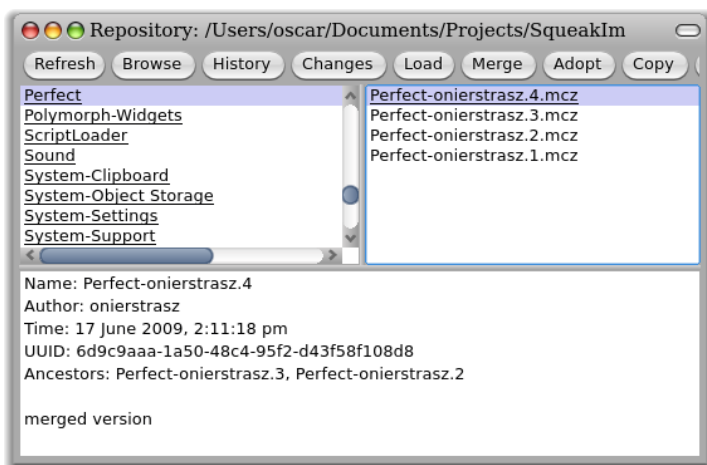 Repository: /Users/oscar/Documents/Projects/SqueakIm
Refresh Browse History Changes Load Merge Adopt Copy
Perfect
Polymorph-Widgets
ScriptLoader
Sound
System-Clipboard
System-Object Storage
System-Settings
System-Support
Perfect-onierstrasz.4.mcz
Perfect-onierstrasz.3.mcz
Perfect-onierstrasz.2.mcz
Perfect-onierstrasz.1.mcz
Name: Perfect-onierstrasz.4
Author: onierstrasz
Time: 17 June 2009, 2:11:18 pm
UUID: 6d9c9aaa-1a50-48c4-95f2-d43f58f108d8
Ancestors: Perfect-onierstrasz.3, Perfect-onierstrasz.2
merged version